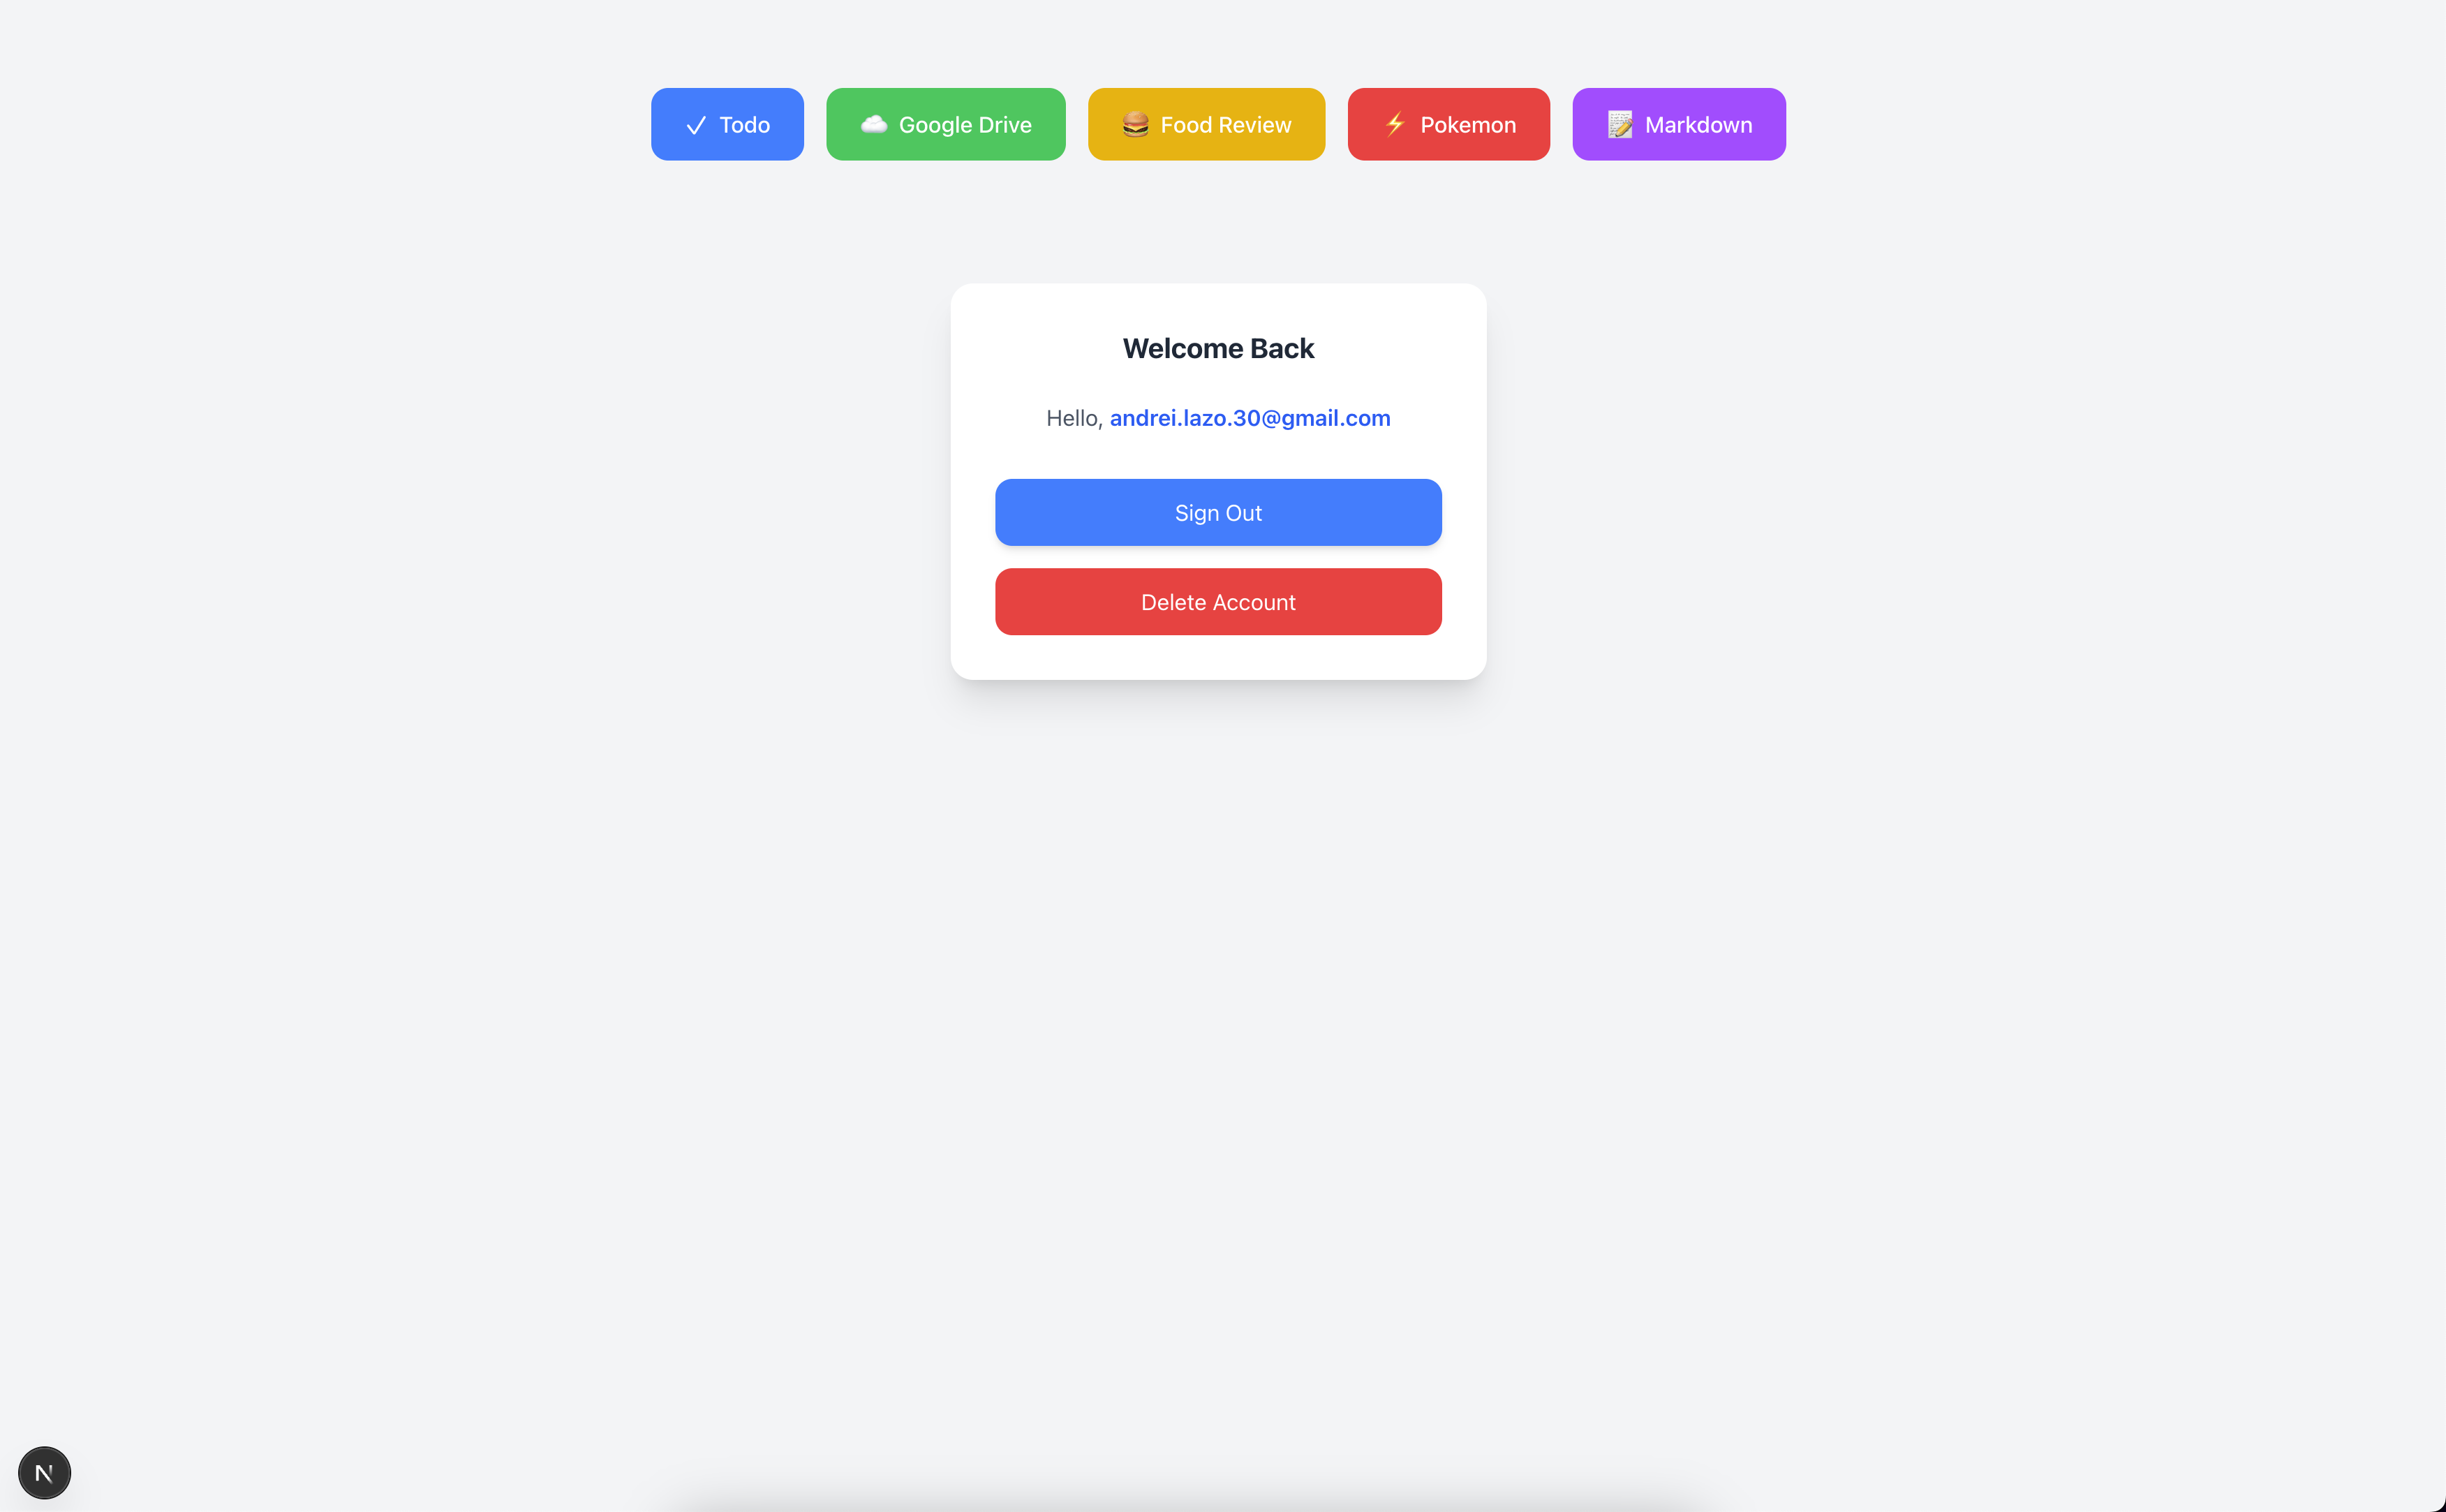 ✓ Todo
Google Drive
Food Review
Pokemon
Markdown
Welcome Back
Hello, andrei.lazo.30@gmail.com
Sign Out
Delete Account
N